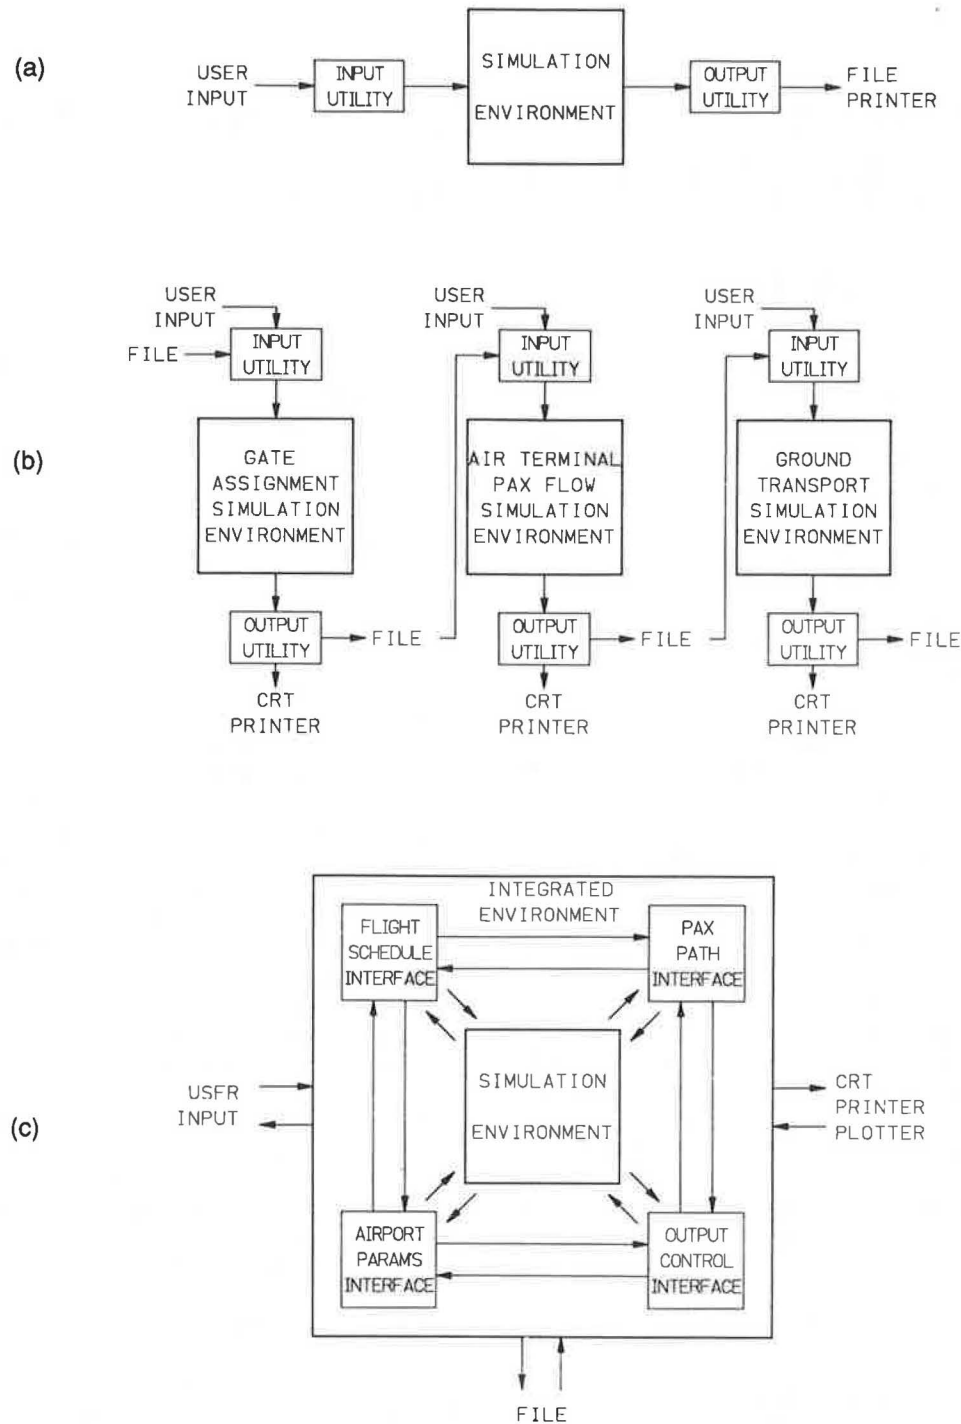 (a)
USER
INPUT
INPUT
UTILITY
SIMULATION
ENVIRONMENT
OUTPUT
UTILITY
FILE
PRINTER
(b)
USER
INPUT
FILE
INPUT
UTILITY
GATE
ASSIGNMENT
SIMULATION
ENVIRONMENT
OUTPUT
UTILITY
FILE
CRT
PRINTER
USER
INPUT
INPUT
UTILITY
AIR TERMINAL
PAX FLOW
SIMULATION
ENVIRONMENT
OUTPUT
UTILITY
FILE
CRT
PRINTER
USER
INPUT
INPUT
UTILITY
GROUND
TRANSPORT
SIMULATION
ENVIRONMENT
OUTPUT
UTILITY
FILE
CRT
PRINTER
(c)
INTEGRATED
ENVIRONMENT
FLIGHT
SCHEDULE
INTERFACE
PAX
PATH
INTERFACE
USFR
INPUT
SIMULATION
ENVIRONMENT
CRT
PRINTER
PLOTTER
AIRPORT
PARAM'S
INTERFACE
OUTPUT
CONTROL
INTERFACE
FILE